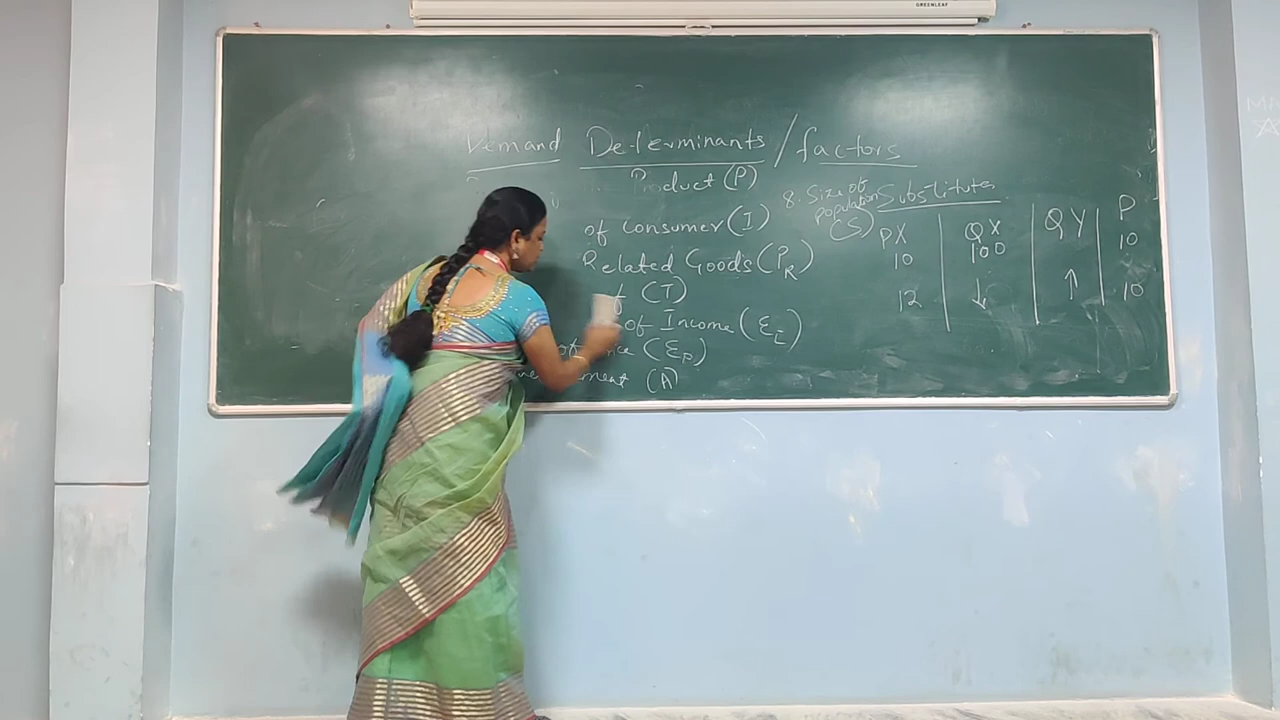 GREENLEAF
Demand Determinants / factors
Product (P)
of Consumer (I)
Related Goods (PR)
(T)
of Income (EI)
(EP)
(A)
8. Size of
population
(S)
Substitutes
PX QX QY P
10 100 10
12 ↓ ↑ 10